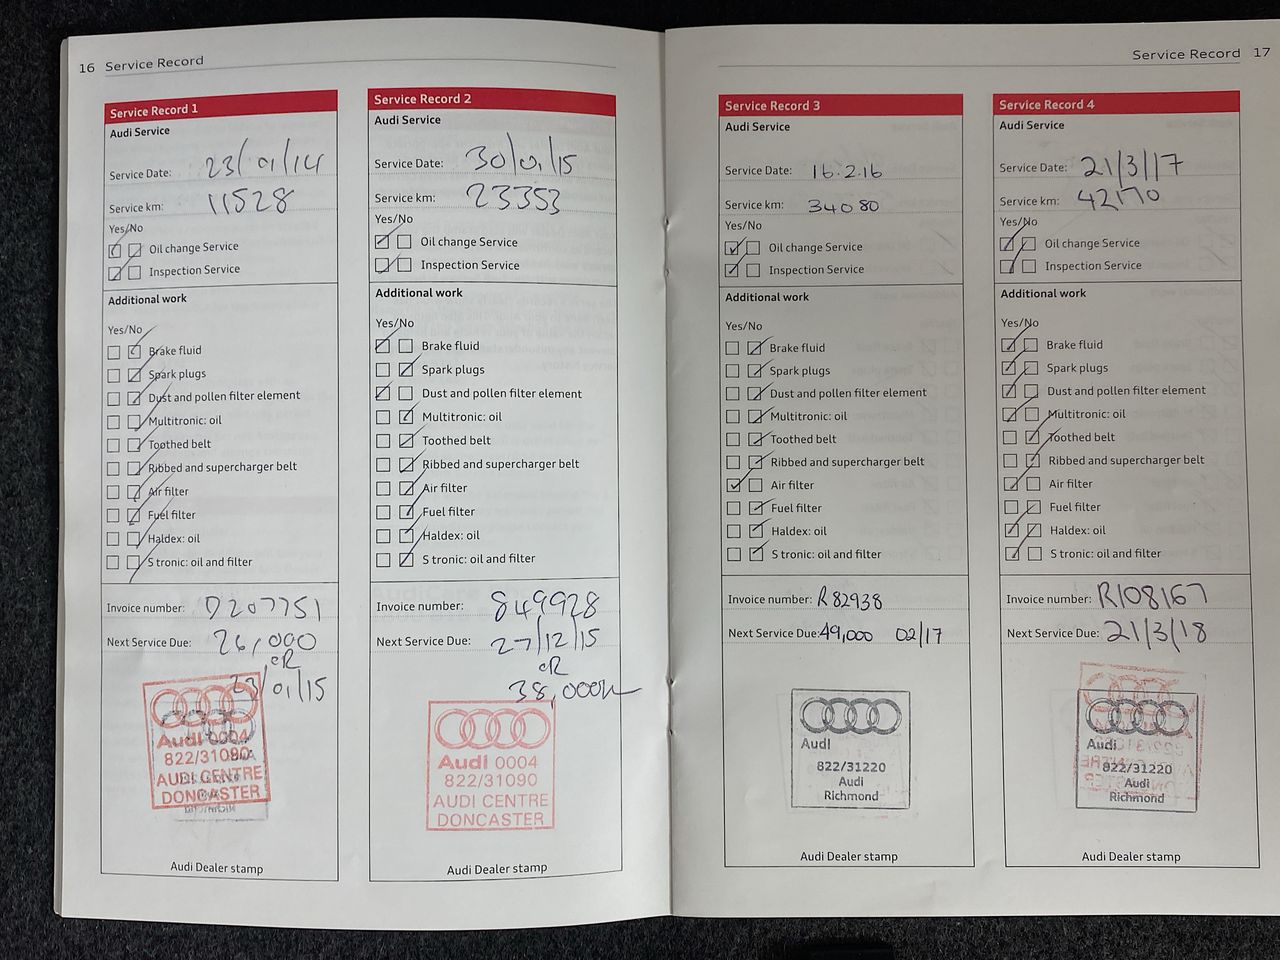 16 Service Record
Service Record 1
Audi Service
Service Date: 23/01/14
Service km: 11528
Yes/No
Oil change Service
Inspection Service
Additional work
Yes/No
Brake fluid
Spark plugs
Dust and pollen filter element
Multitronic: oil
Toothed belt
Ribbed and supercharger belt
Air filter
Fuel filter
Haldex: oil
S tronic: oil and filter
Invoice number: D207751
Next Service Due: 26,000
OR
23/01/15
Audi 0004
822/31090
AUDI CENTRE
DONCASTER
Audi Dealer stamp
Service Record 2
Audi Service
Service Date: 30/01/15
Service km: 23353
Yes/No
Oil change Service
Inspection Service
Additional work
Yes/No
Brake fluid
Spark plugs
Dust and pollen filter element
Multitronic: oil
Toothed belt
Ribbed and supercharger belt
Air filter
Fuel filter
Haldex: oil
S tronic: oil and filter
Invoice number: 849928
Next Service Due: 27/12/15
OR
38,000K
Audi 0004
822/31090
AUDI CENTRE
DONCASTER
Audi Dealer stamp
Service Record 17
Service Record 3
Audi Service
Service Date: 16.2.16
Service km: 34080
Yes/No
Oil change Service
Inspection Service
Additional work
Yes/No
Brake fluid
Spark plugs
Dust and pollen filter element
Multitronic: oil
Toothed belt
Ribbed and supercharger belt
Air filter
Fuel filter
Haldex: oil
S tronic: oil and filter
Invoice number: R82938
Next Service Due: 49,000 02/17
Audi
822/31220
Audi
Richmond
Audi Dealer stamp
Service Record 4
Audi Service
Service Date: 21/3/17
Service km: 42170
Yes/No
Oil change Service
Inspection Service
Additional work
Yes/No
Brake fluid
Spark plugs
Dust and pollen filter element
Multitronic: oil
Toothed belt
Ribbed and supercharger belt
Air filter
Fuel filter
Haldex: oil
S tronic: oil and filter
Invoice number: R108167
Next Service Due: 21/3/18
Audi
822/31220
Audi
Richmond
Audi Dealer stamp